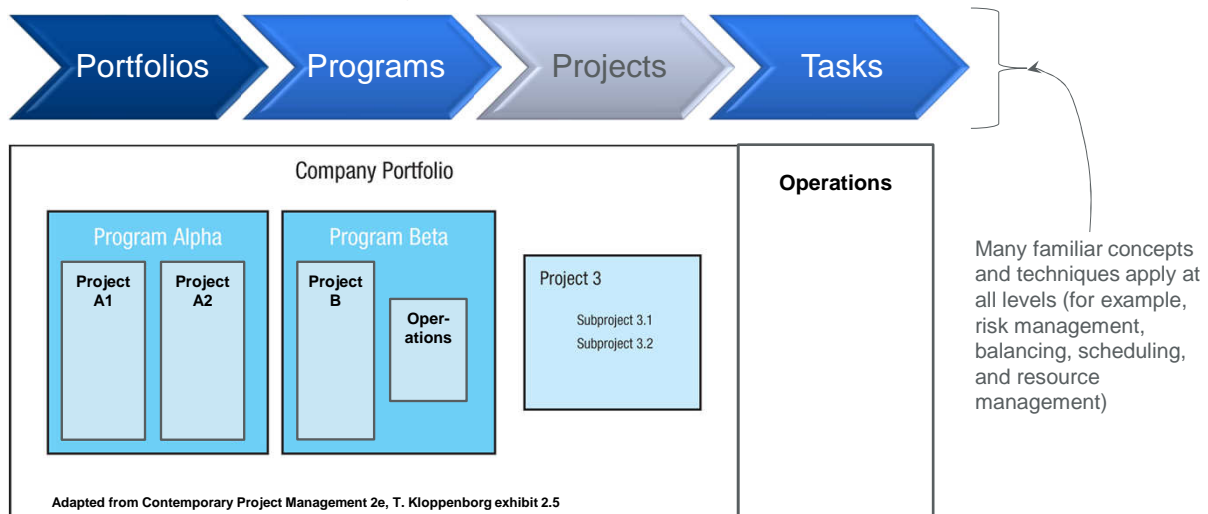 Portfolios
Programs
Projects
Tasks
Company Portfolio
Operations
Program Alpha
Project
A1
Project
A2
Program Beta
Project
B
Oper-
ations
Project 3
Subproject 3.1
Subproject 3.2
Many familiar concepts
and techniques apply at
all levels (for example,
risk management,
balancing, scheduling,
and resource
management)
Adapted from Contemporary Project Management 2e, T. Kloppenborg exhibit 2.5